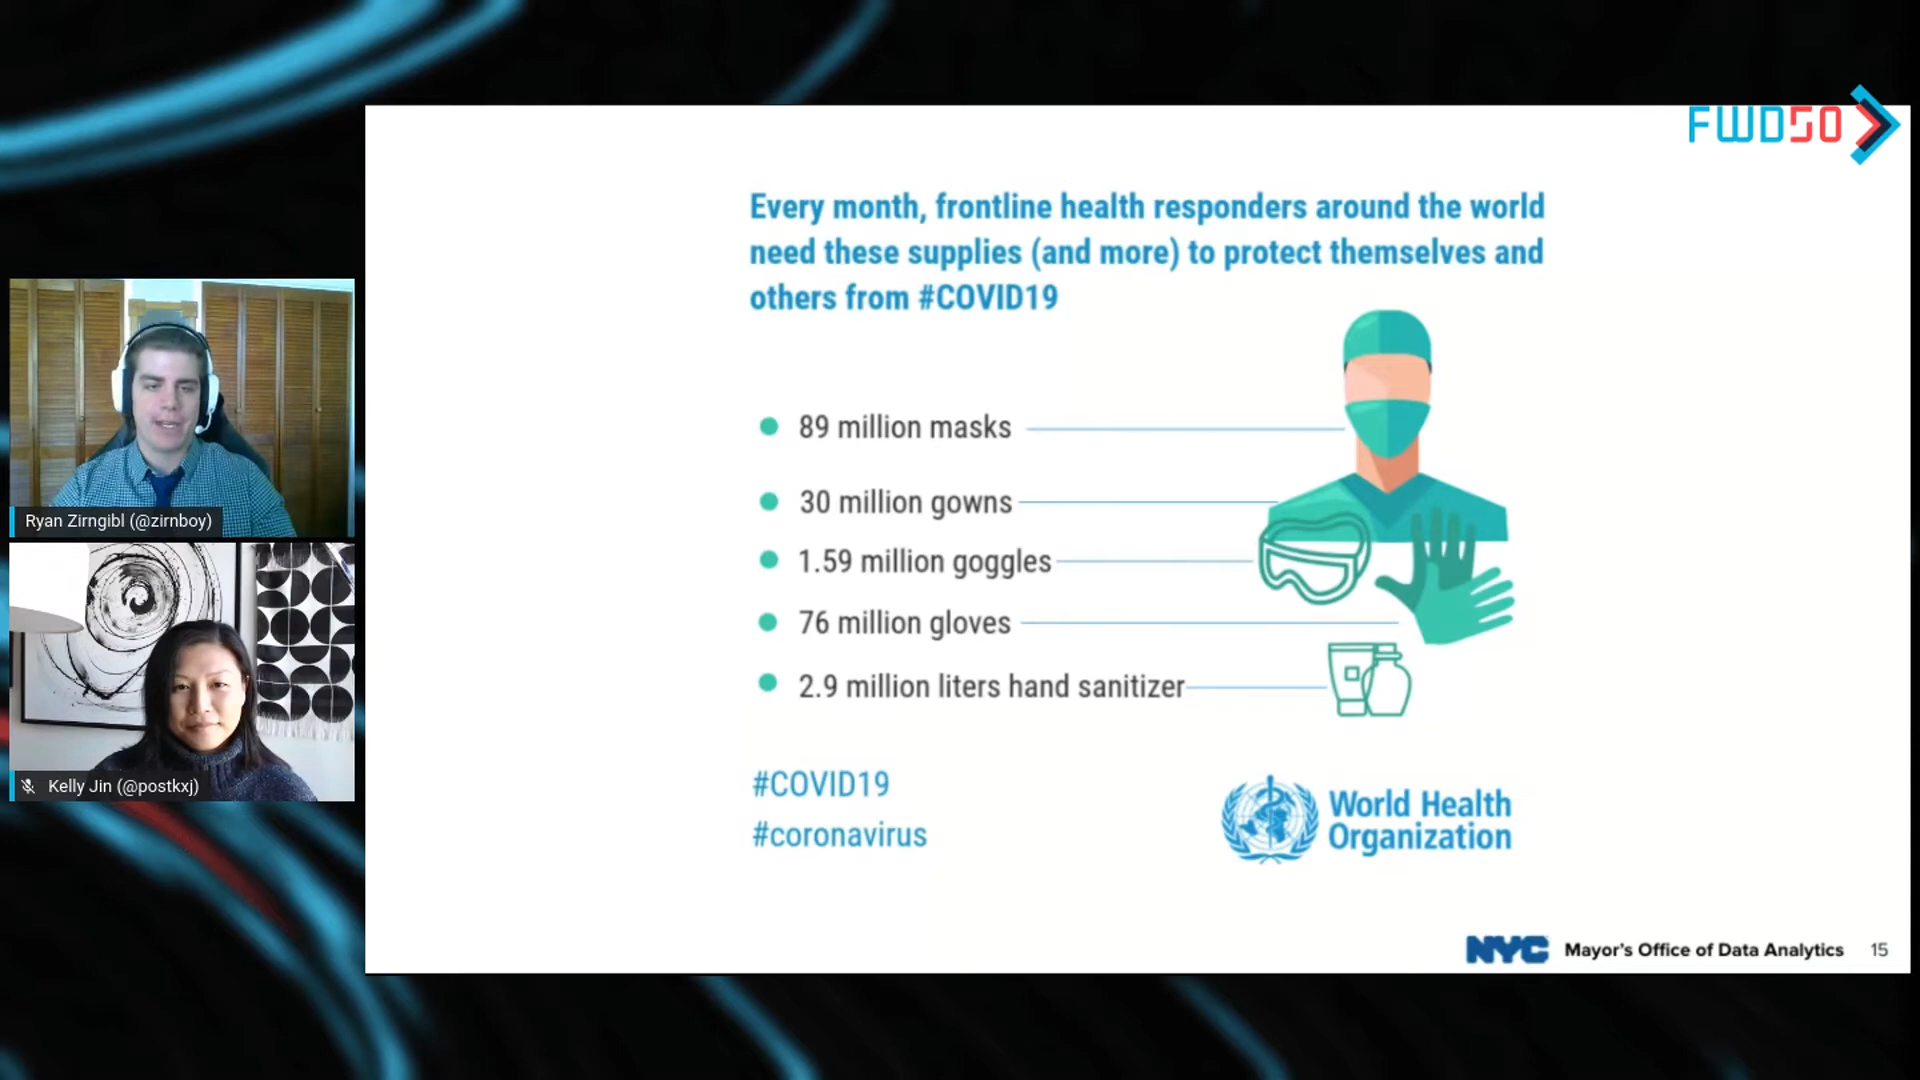 FWD50
Every month, frontline health responders around the world
need these supplies (and more) to protect themselves and
others from #COVID19
89 million masks
30 million gowns
1.59 million goggles
76 million gloves
2.9 million liters hand sanitizer
#COVID19
#coronavirus
World Health
Organization
NYC Mayor's Office of Data Analytics 15
Ryan Zirngibl (@zirnboy)
Kelly Jin (@postkxj)